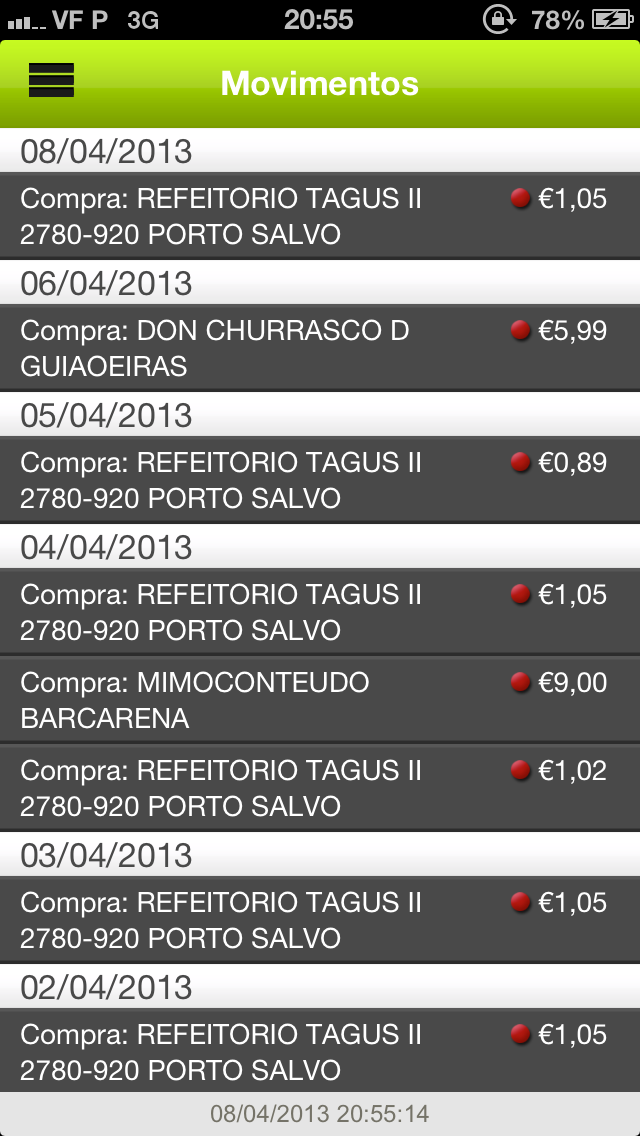 VF P 3G 20:55 78%
Movimentos
08/04/2013
Compra: REFEITORIO TAGUS II €1,05
2780-920 PORTO SALVO
06/04/2013
Compra: DON CHURRASCO D €5,99
GUIAOEIRAS
05/04/2013
Compra: REFEITORIO TAGUS II €0,89
2780-920 PORTO SALVO
04/04/2013
Compra: REFEITORIO TAGUS II €1,05
2780-920 PORTO SALVO
Compra: MIMOCONTEUDO €9,00
BARCARENA
Compra: REFEITORIO TAGUS II €1,02
2780-920 PORTO SALVO
03/04/2013
Compra: REFEITORIO TAGUS II €1,05
2780-920 PORTO SALVO
02/04/2013
Compra: REFEITORIO TAGUS II €1,05
2780-920 PORTO SALVO
08/04/2013 20:55:14